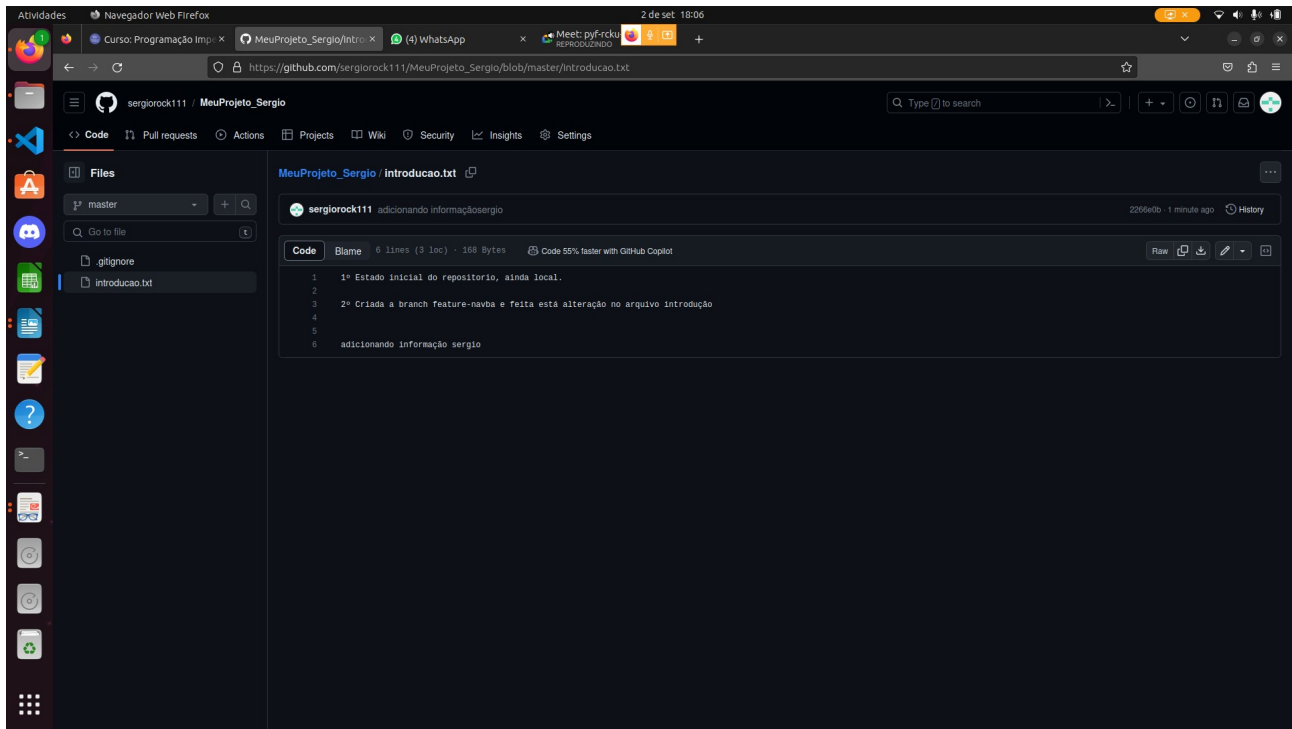 Atividades Navegador Web Firefox 2 de set 18:06
1 Curso: Programação Impe MeuProjeto_Sergio/intro (4) WhatsApp Meet: pyf-rcku
REPRODUZINDO
https://github.com/sergiorock111/MeuProjeto_Sergio/blob/master/introducao.txt
sergiorock111 / MeuProjeto_Sergio Type / to search
Code Pull requests Actions Projects Wiki Security Insights Settings
Files MeuProjeto_Sergio / introducao.txt
master sergiorock111 adicionando informaçãosergio 2266e0b · 1 minute ago History
Go to file t
Code Blame 6 lines (3 loc) · 168 Bytes Code 55% faster with GitHub Copilot Raw
.gitignore
introducao.txt
1 1º Estado inicial do repositorio, ainda local.
2
3 2º Criada a branch feature-navba e feita está alteração no arquivo introdução
4
5
6 adicionando informação sergio